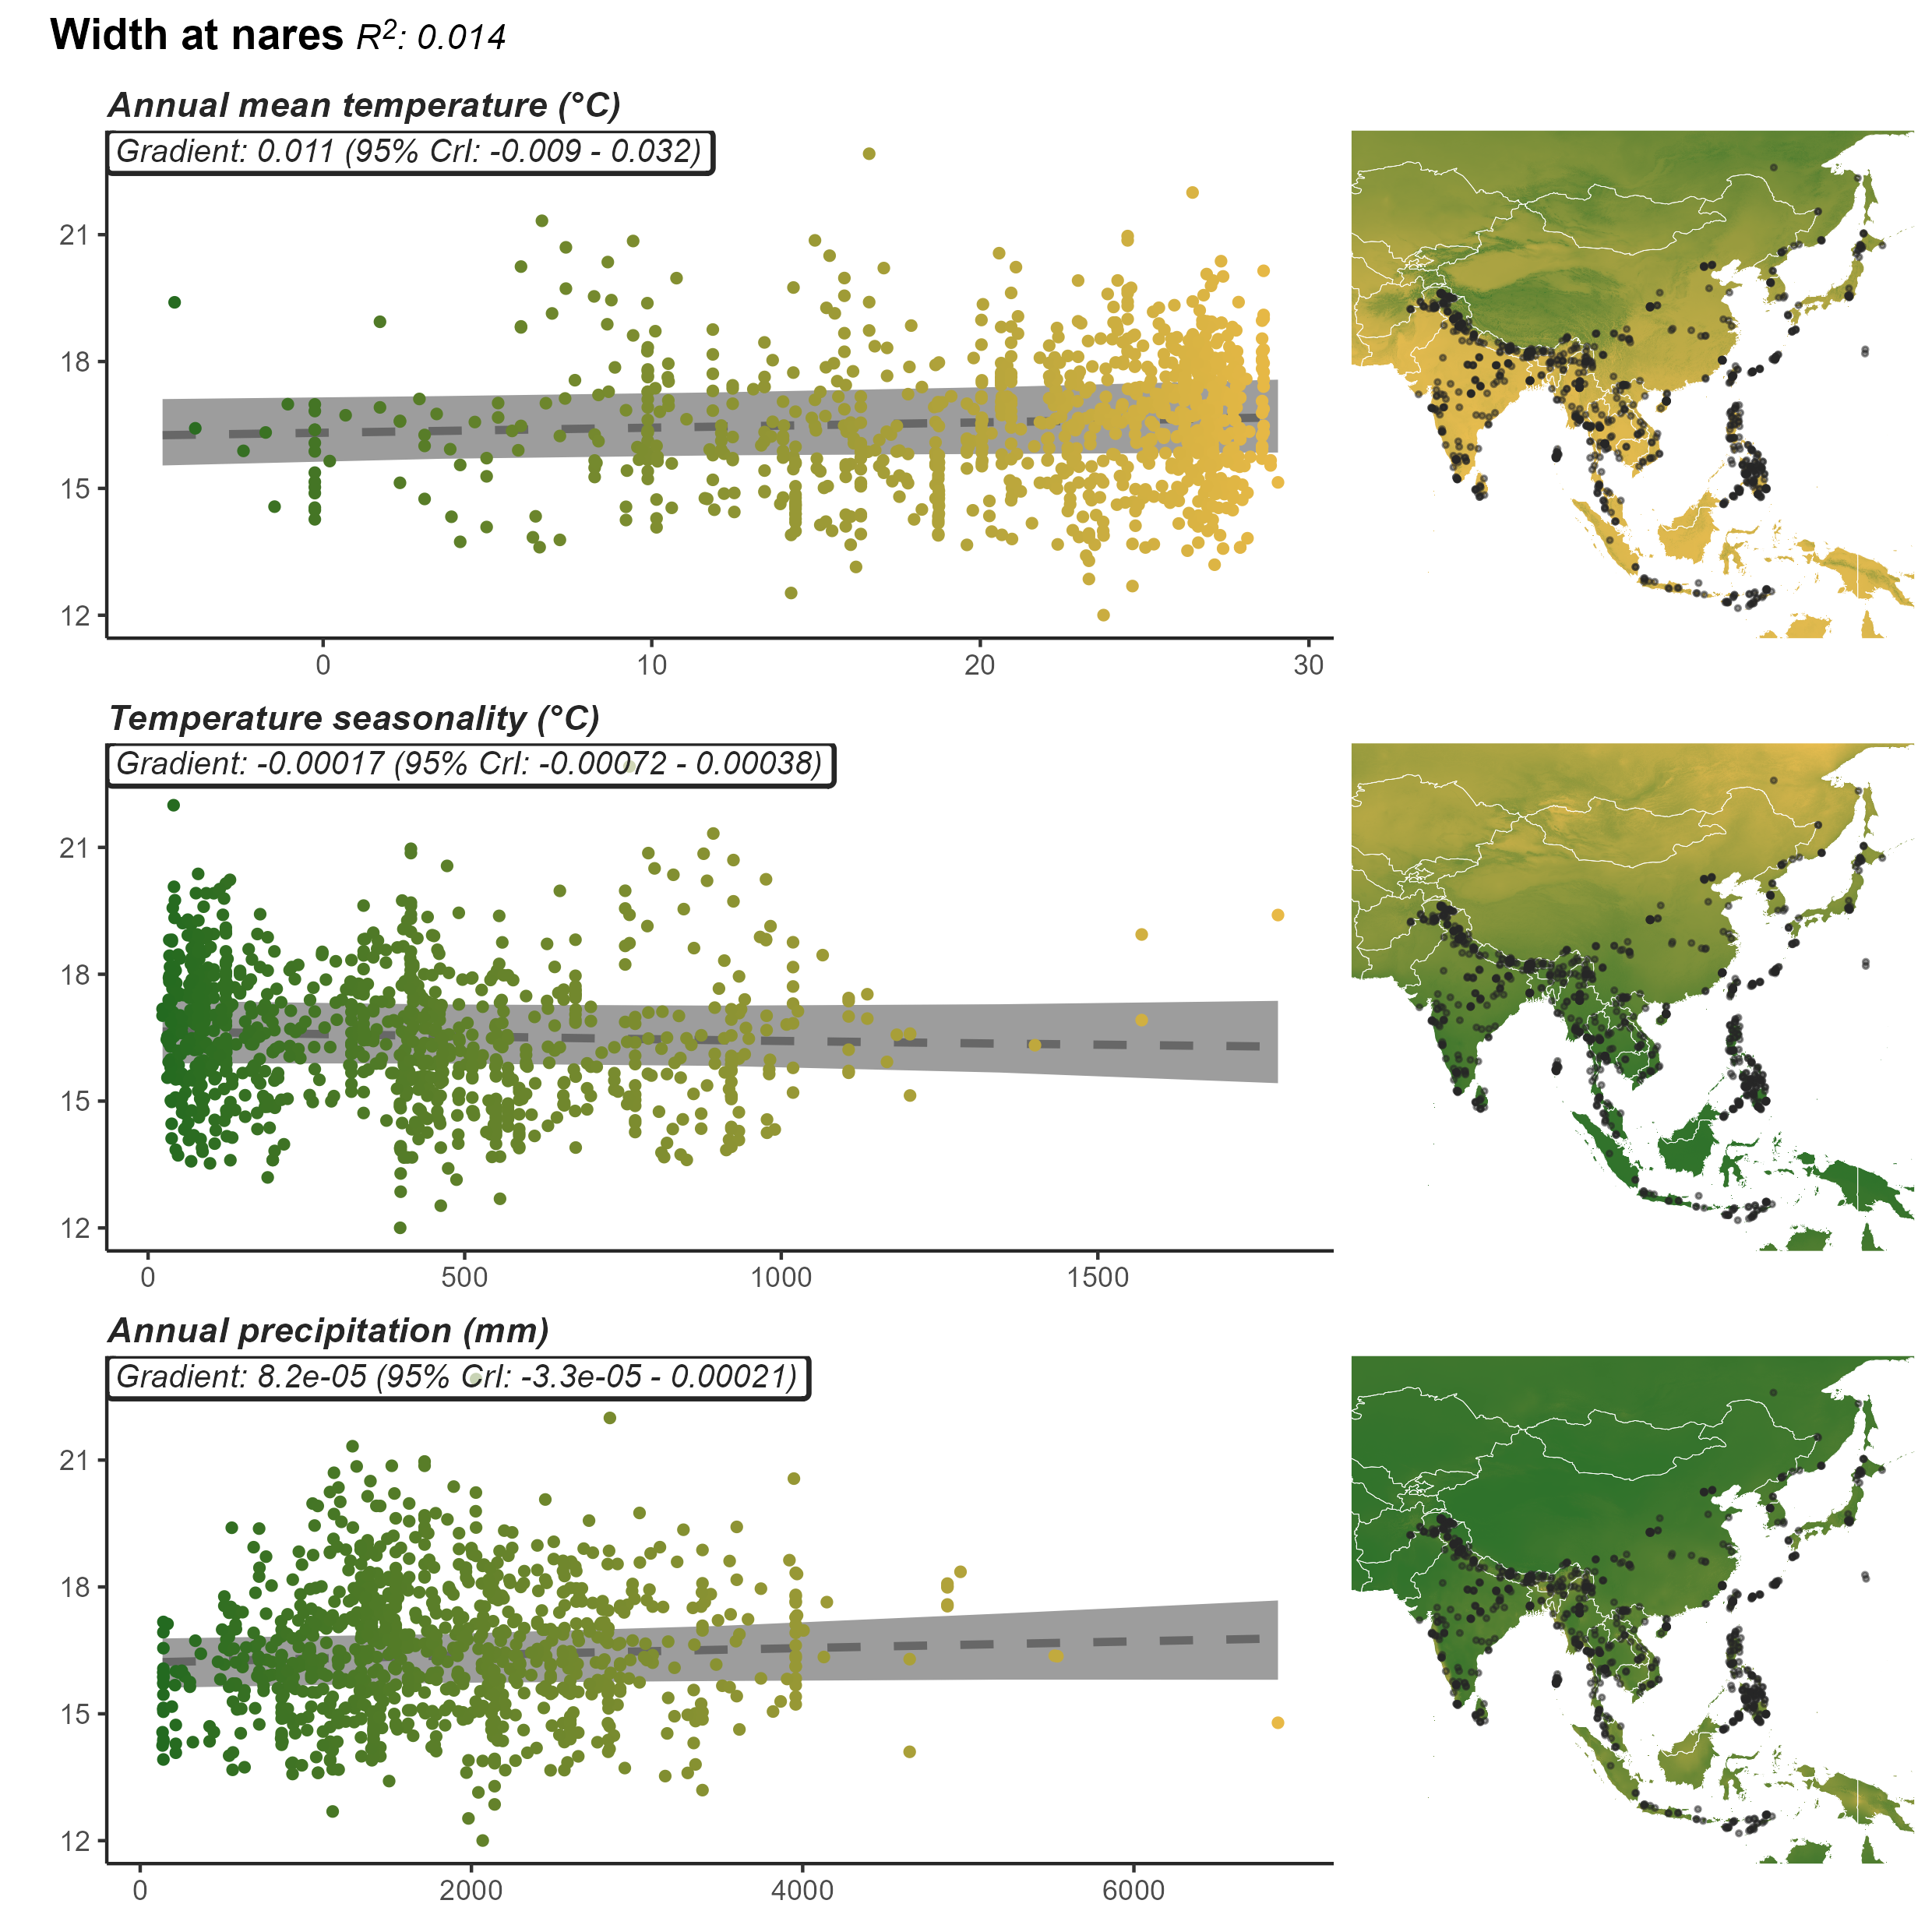 Width at nares R²: 0.014
Annual mean temperature (°C)
Gradient: 0.011 (95% CrI: -0.009 - 0.032)
21
18
15
12
0 10 20 30
Temperature seasonality (°C)
Gradient: -0.00017 (95% CrI: -0.00072 - 0.00038)
21
18
15
12
0 500 1000 1500
Annual precipitation (mm)
Gradient: 8.2e-05 (95% CrI: -3.3e-05 - 0.00021)
21
18
15
12
0 2000 4000 6000